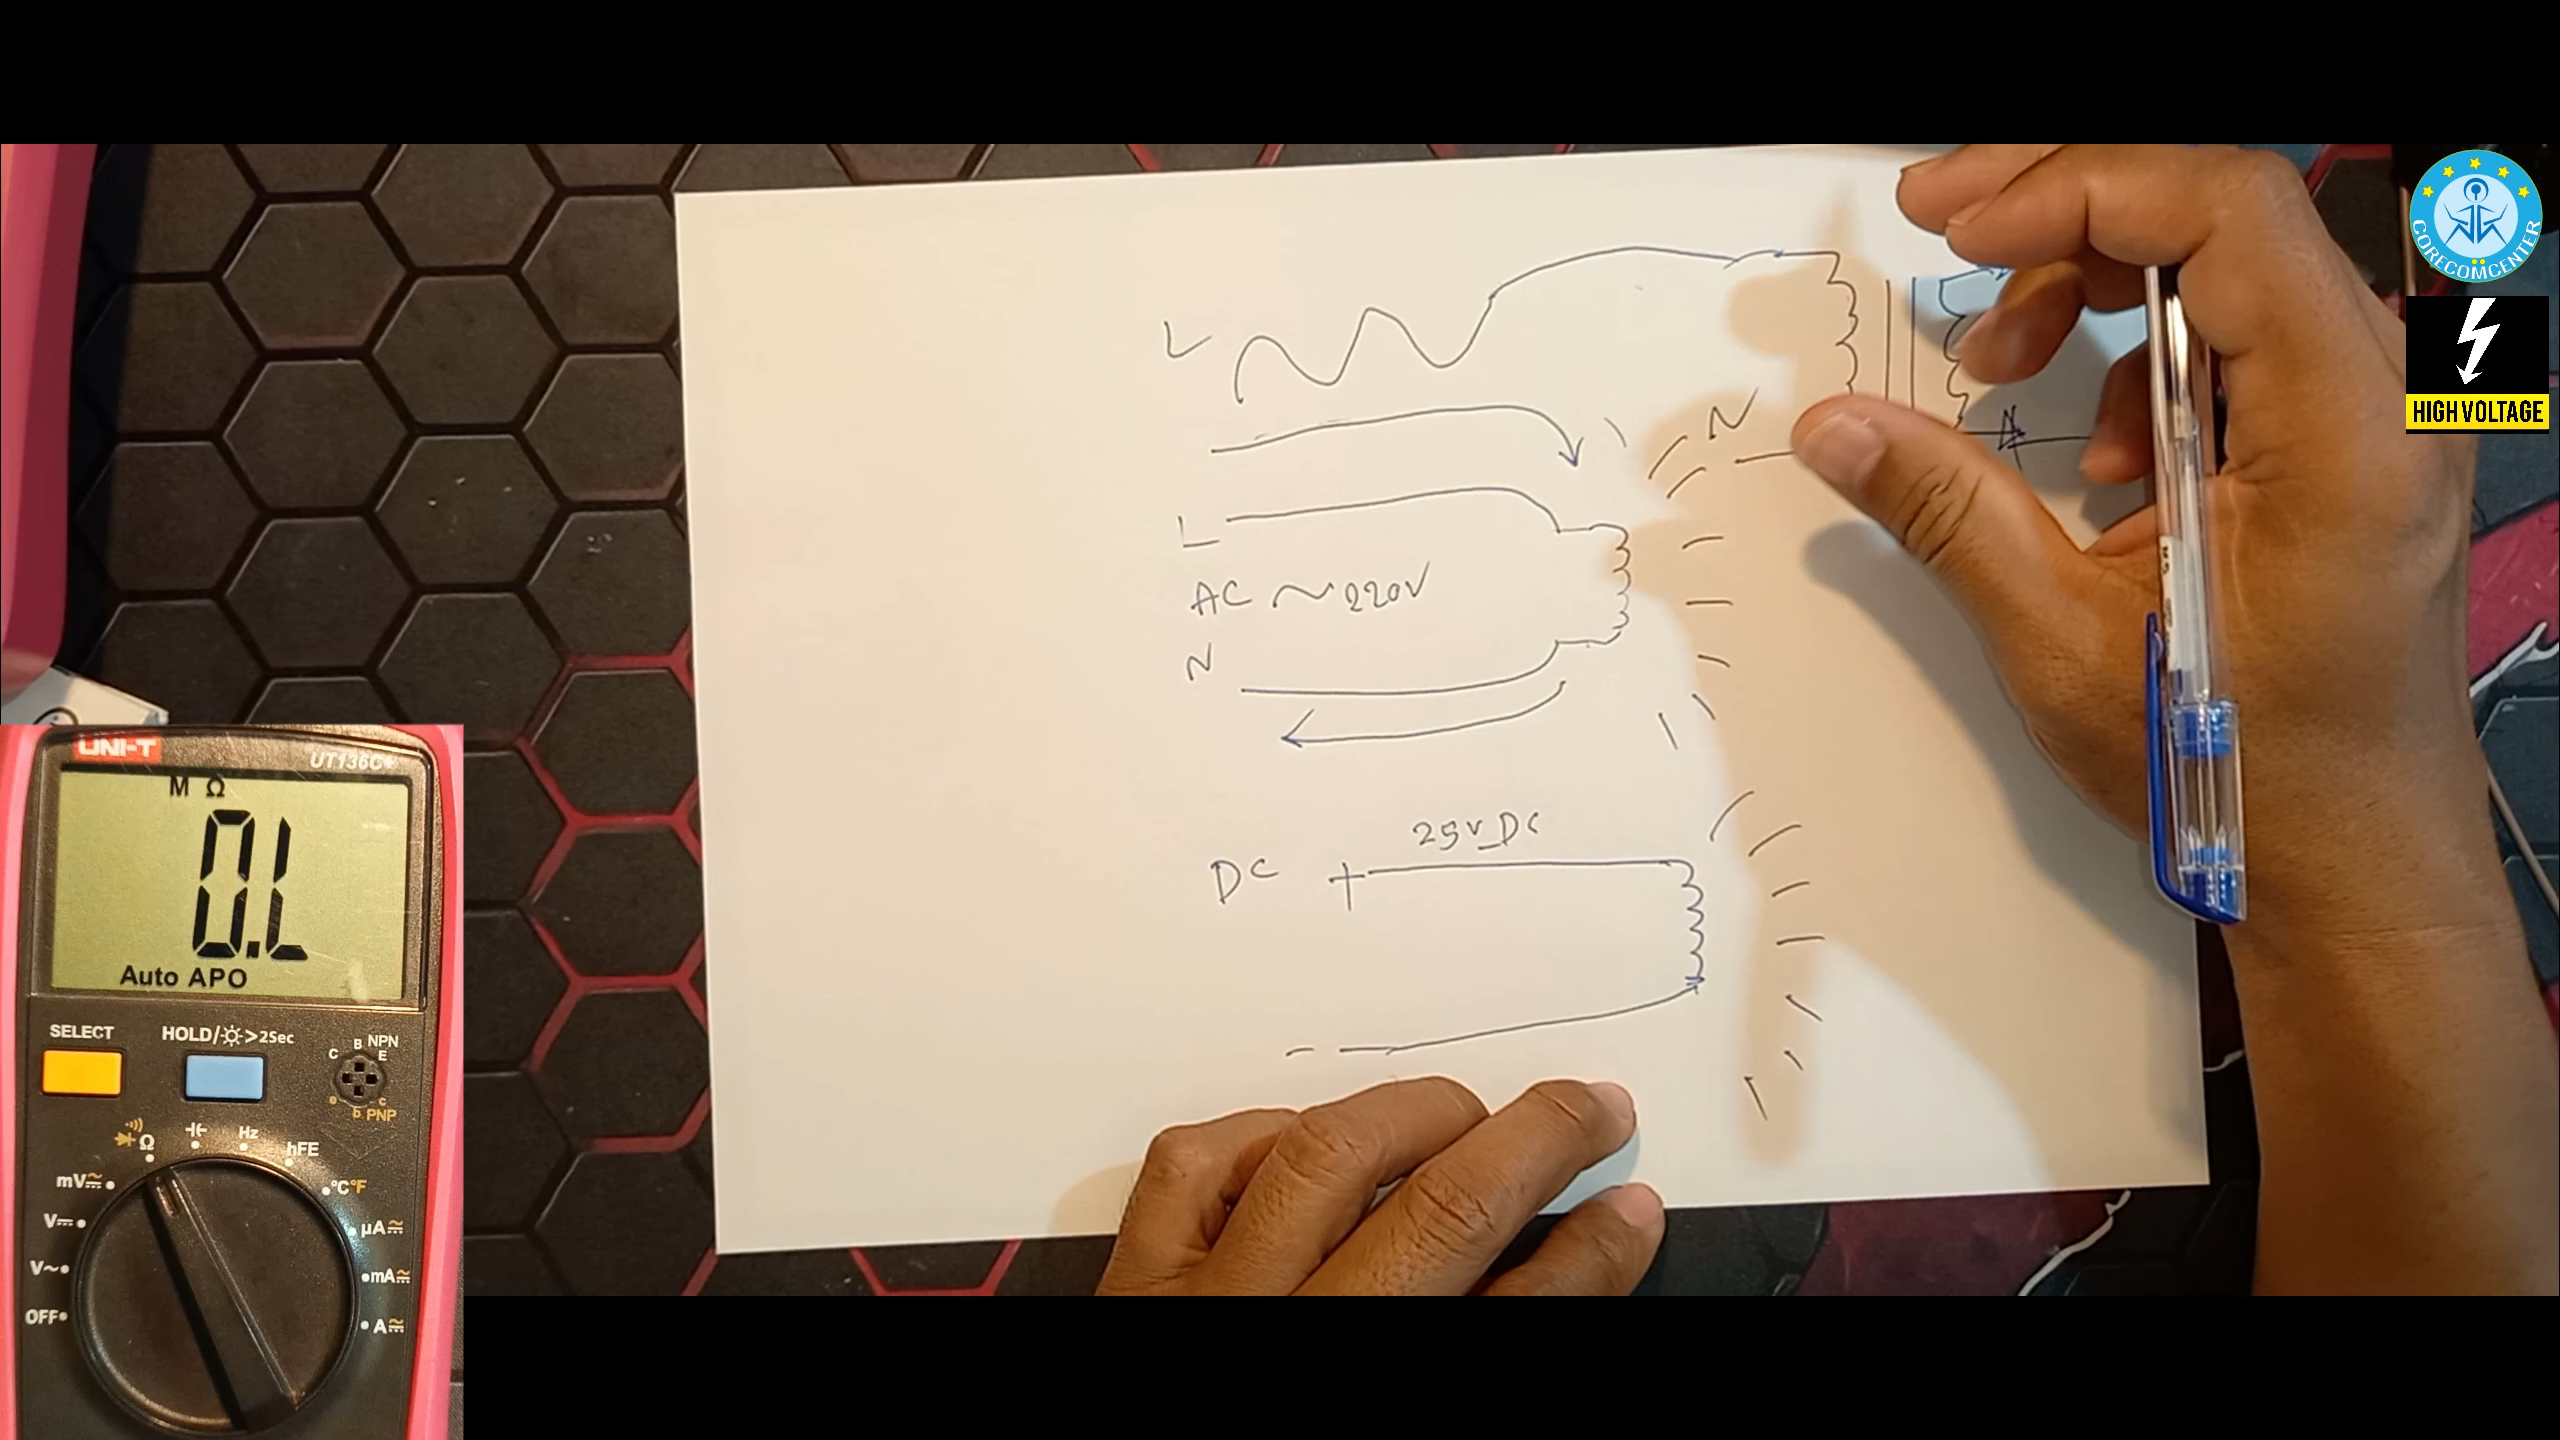 CORECOMCENTER
HIGH VOLTAGE
L
N
L
AC ~ 220V
N
25V DC
DC +
-
UNI-T
UT136C+
M Ω
0.L
Auto APO
SELECT
HOLD/ >2Sec
NPN
C B E
e b c
PNP
Ω
Hz
hFE
mV
°C°F
V
µA
V~
mA
OFF
A